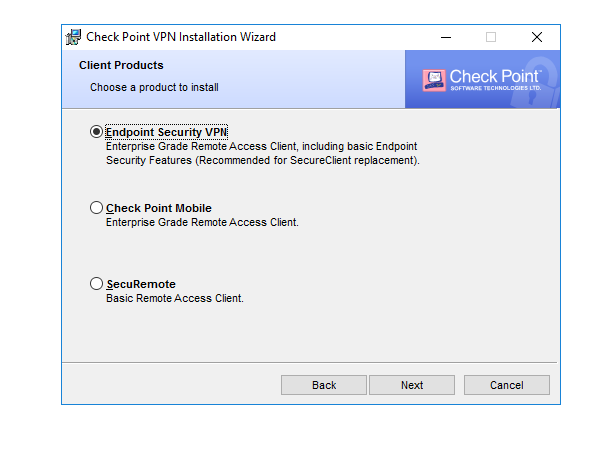 Check Point VPN Installation Wizard
Client Products
Choose a product to install
Check Point™
SOFTWARE TECHNOLOGIES LTD.
Endpoint Security VPN
Enterprise Grade Remote Access Client, including basic Endpoint
Security Features (Recommended for SecureClient replacement).
Check Point Mobile
Enterprise Grade Remote Access Client.
SecuRemote
Basic Remote Access Client.
Back
Next
Cancel